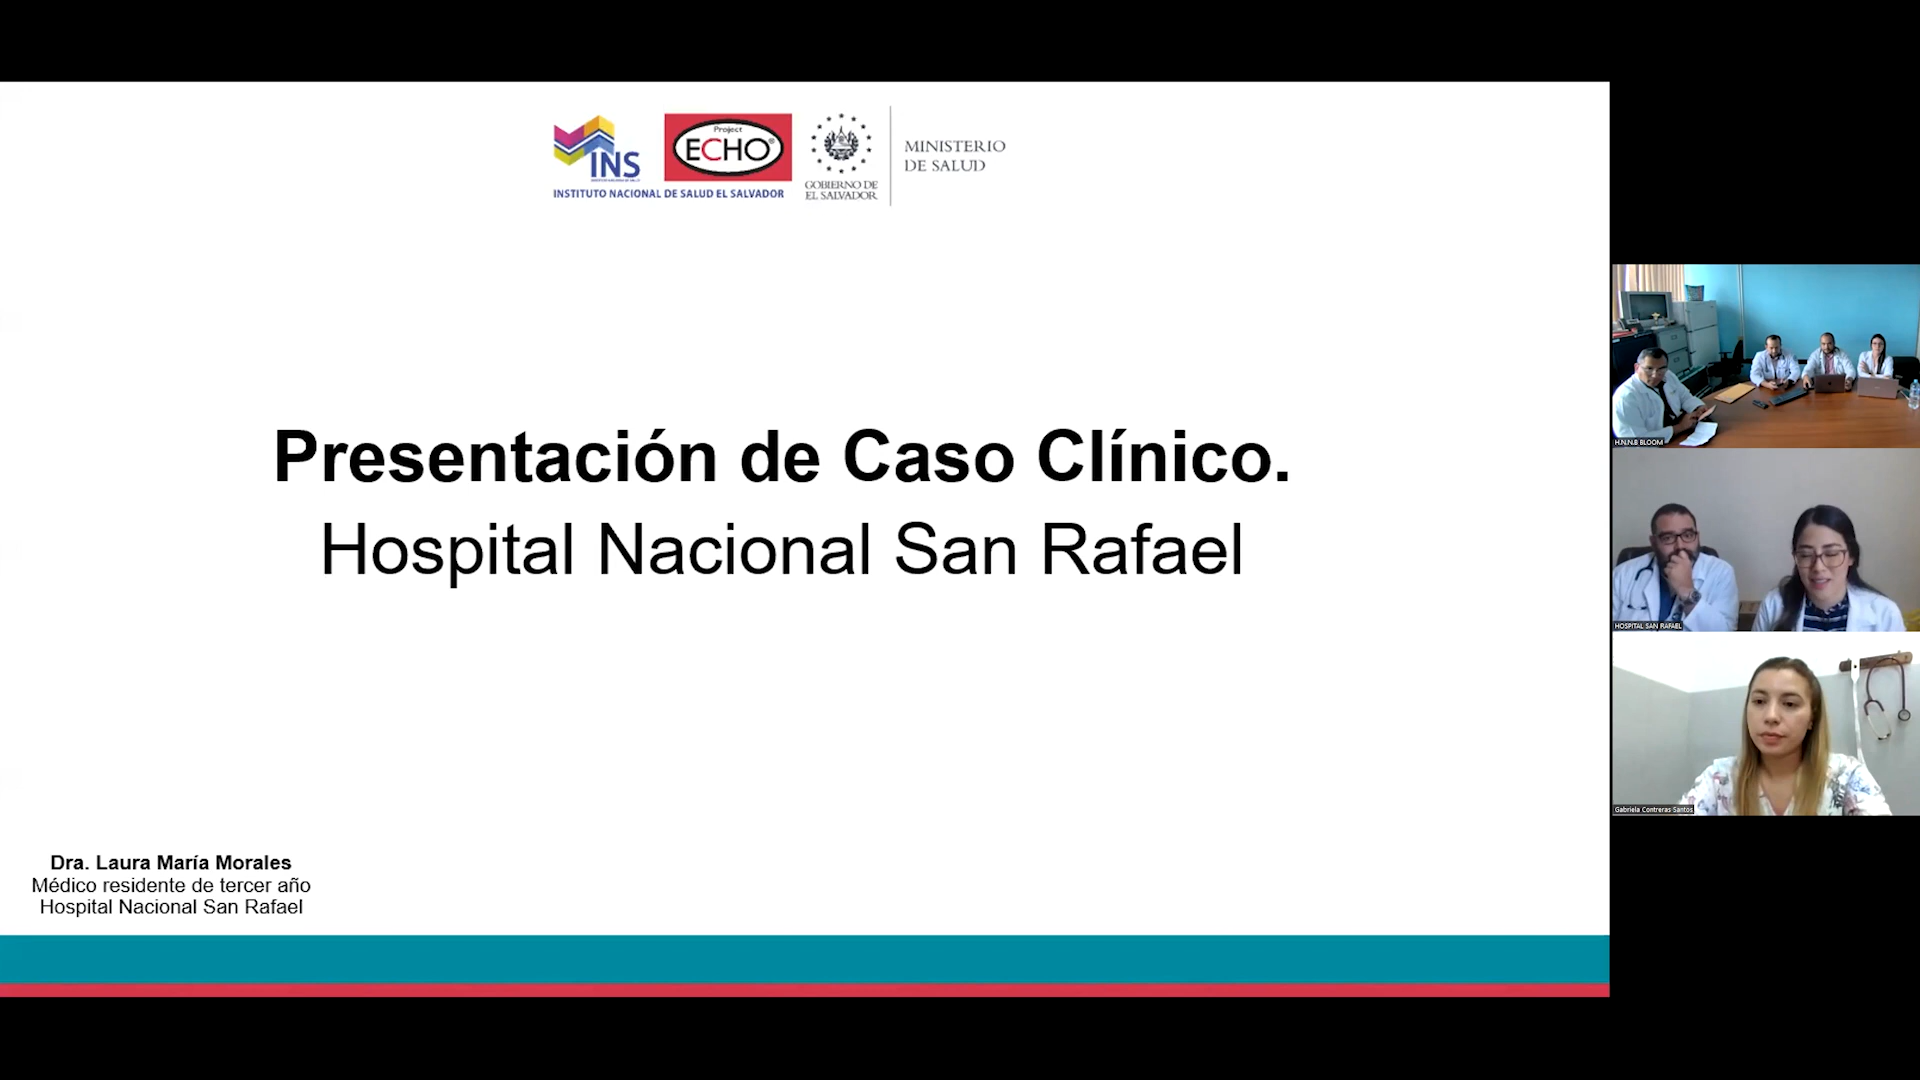 INS
INSTITUTO NACIONAL DE SALUD EL SALVADOR
Project
ECHO®
GOBIERNO DE
EL SALVADOR
MINISTERIO
DE SALUD
Presentación de Caso Clínico.
Hospital Nacional San Rafael
Dra. Laura María Morales
Médico residente de tercer año
Hospital Nacional San Rafael
H.N.N.B BLOOM
HOSPITAL SAN RAFAEL
Gabriela Contreras Santos